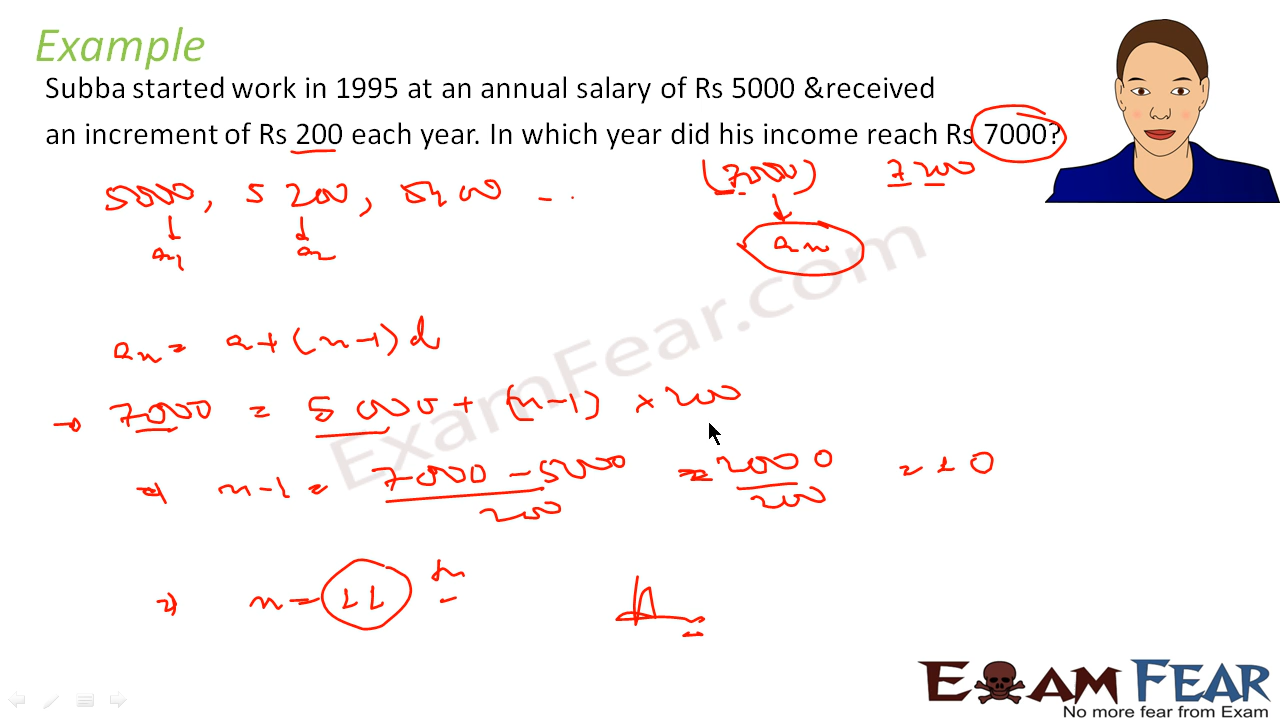 Example
Subba started work in 1995 at an annual salary of Rs 5000 &received
an increment of Rs 200 each year. In which year did his income reach Rs 7000?
5000, 5200, 5400 ...
(7000) 7200
a1 a2
an
an = a+(n-1)d
→ 7000 = 5000+(n-1) × 200
⇒ n-1 = 7000-5000 / 200 = 2000 / 200 = 10
⇒ n = 11
ExamFear.com
EXAM FEAR
No more fear from Exam